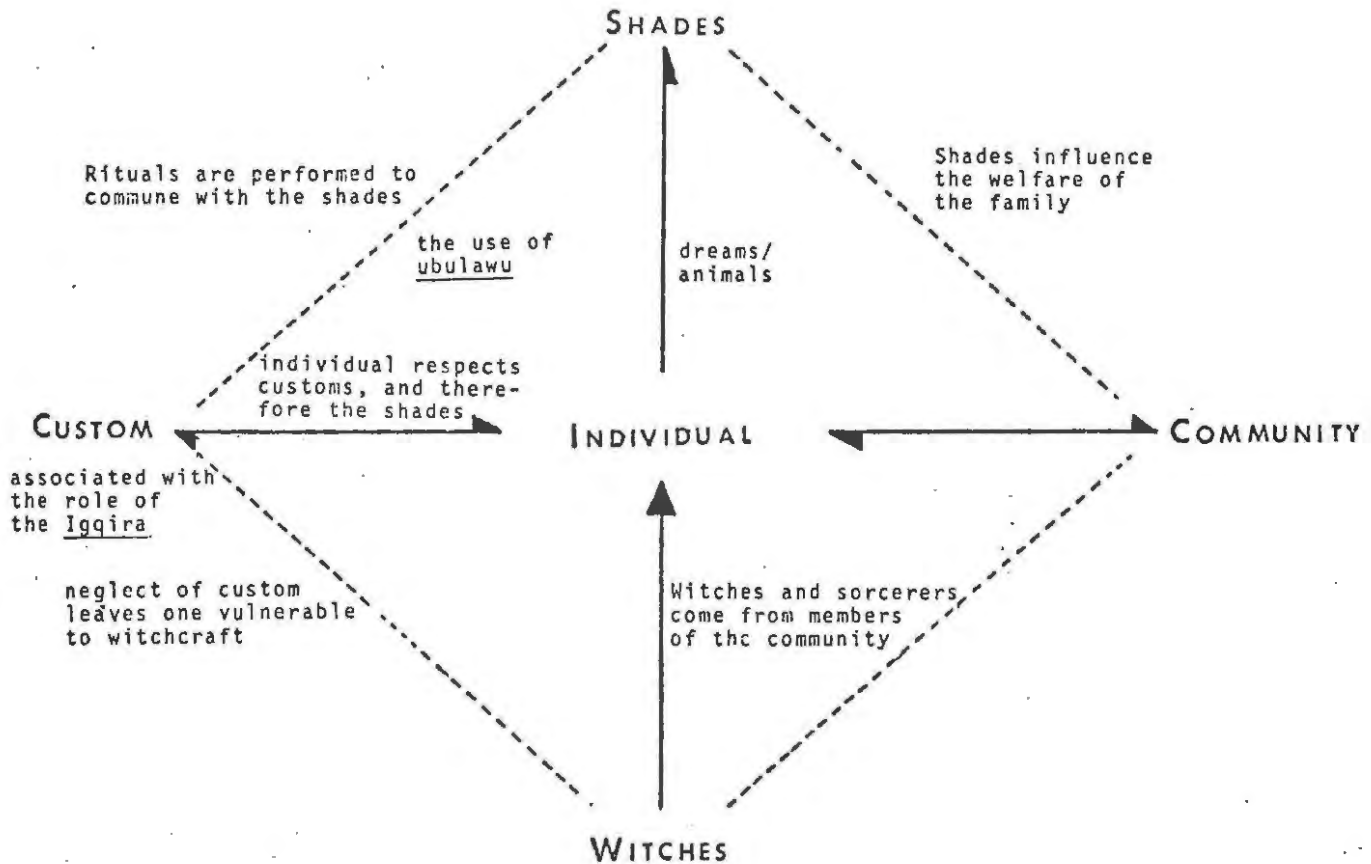 SHADES
Rituals are performed to
commune with the shades
Shades influence
the welfare of
the family
the use of
ubulawu
dreams/
animals
individual respects
customs, and there-
fore the shades
CUSTOM
INDIVIDUAL
COMMUNITY
associated with
the role of
the Igqira
neglect of custom
leaves one vulnerable
to witchcraft
Witches and sorcerers
come from members
of the community
WITCHES